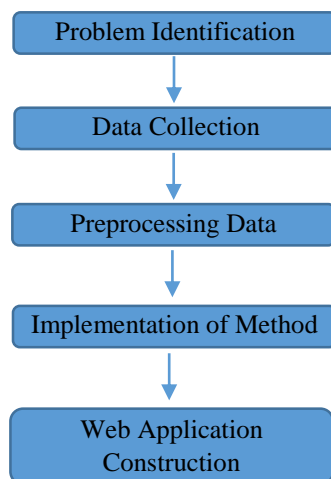 Problem Identification
Data Collection
Preprocessing Data
Implementation of Method
Web Application
Construction